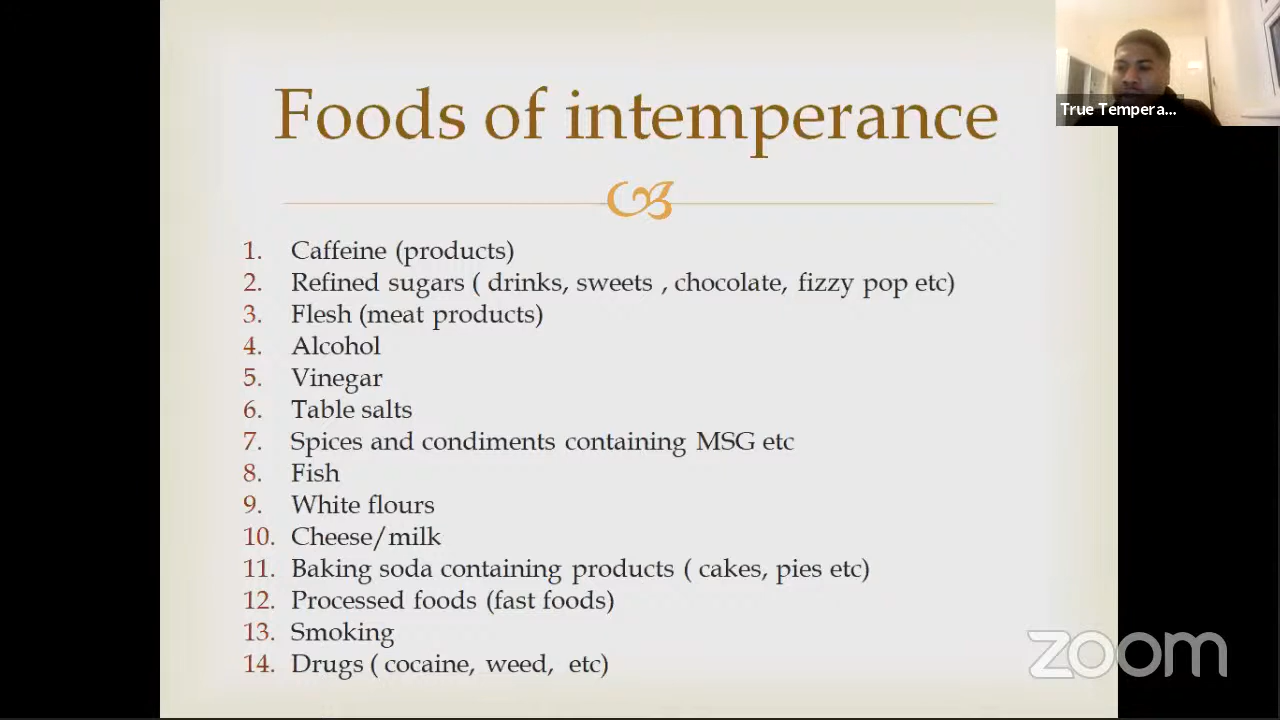 Foods of intemperance
True Tempera...
1. Caffeine (products)
2. Refined sugars ( drinks, sweets , chocolate, fizzy pop etc)
3. Flesh (meat products)
4. Alcohol
5. Vinegar
6. Table salts
7. Spices and condiments containing MSG etc
8. Fish
9. White flours
10. Cheese/milk
11. Baking soda containing products ( cakes, pies etc)
12. Processed foods (fast foods)
13. Smoking
14. Drugs ( cocaine, weed, etc)
zoom